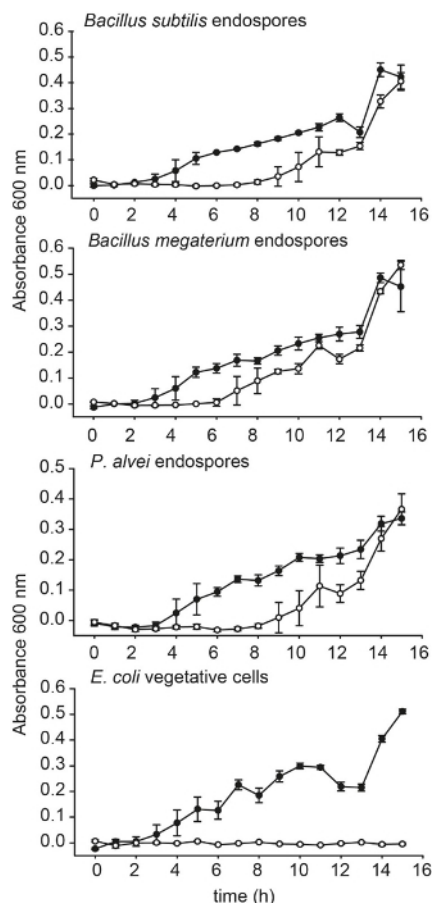 Bacillus subtilis endospores
0.5
0.4
0.3
0.2
0.1
0.0
0 2 4 6 8 10 12 14 16
Absorbance 600 nm
Bacillus megaterium endospores
0.5
0.4
0.3
0.2
0.1
0.0
0 2 4 6 8 10 12 14 16
P. alvei endospores
0.5
0.4
0.3
0.2
0.1
0.0
0 2 4 6 8 10 12 14 16
Absorbance 600 nm
E. coli vegetative cells
0.6
0.5
0.4
0.3
0.2
0.1
0.0
0 2 4 6 8 10 12 14 16
time (h)